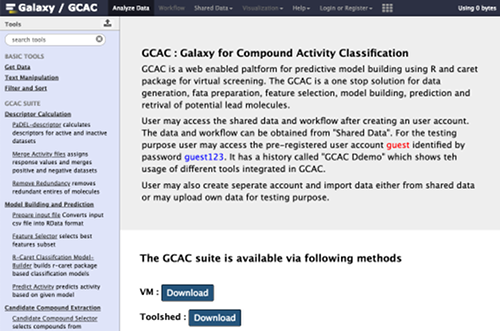 Galaxy / GCAC
Analyze Data Workflow Shared Data Visualization Help Login or Register Using 0 bytes
Tools
search tools
BASIC TOOLS
Get Data
Text Manipulation
Filter and Sort
GCAC SUITE
Descriptor Calculation
PaDEL-descriptor calculates
descriptors for active and inactive
datasets
Merge Activity files assigns
response values and merges
positive and negative datasets
Remove Redundancy removes
redundant entires of molecules
Model Building and Prediction
Prepare input file Converts input
csv file into RData format
Feature Selector selects best
features subset
R-Caret Classifcation Model-
Builder builds r-caret package
based classification models
Predict Activity predicts activity
based on given model
Candidate Compound Extraction
Candidate Compound Selector
selects compounds from
GCAC : Galaxy for Compound Activity Classification
GCAC is a web enabled paltform for predictive model building using R and caret
package for virtual screening. The GCAC is a one stop solution for data
generation, fata preparation, feature selection, model building, prediction and
retrival of potential lead molecules.
User may access the shared data and workflow after creating an user account.
The data and workflow can be obtained from "Shared Data". For the testing
purpose user may access the pre-registered user account guest identified by
password guest123. It has a history called "GCAC Ddemo" which shows teh
usage of different tools integrated in GCAC.
User may also create seperate account and import data either from shared data
or may upload own data for testing purpose.
The GCAC suite is available via following methods
VM : Download
Toolshed : Download